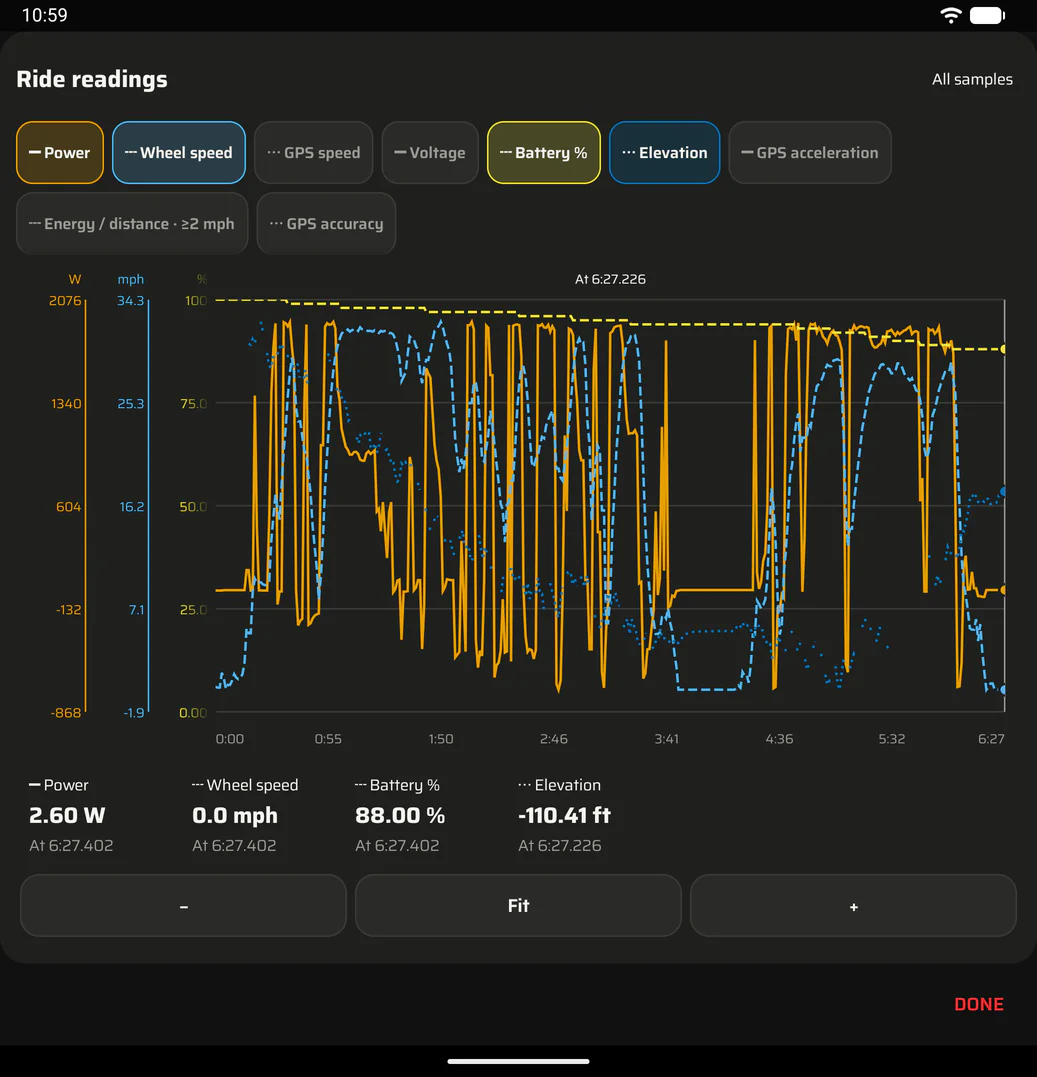 10:59
Ride readings
All samples
Power
Wheel speed
GPS speed
Voltage
Battery %
Elevation
GPS acceleration
Energy / distance · ≥2 mph
GPS accuracy
W
mph
%
At 6:27.226
2076
34.3
100
1340
25.3
75.0
604
16.2
50.0
-132
7.1
25.0
-868
-1.9
0.00
0:00
0:55
1:50
2:46
3:41
4:36
5:32
6:27
Power
Wheel speed
Battery %
Elevation
2.60 W
0.0 mph
88.00 %
-110.41 ft
At 6:27.402
At 6:27.402
At 6:27.402
At 6:27.226
–
Fit
+
DONE